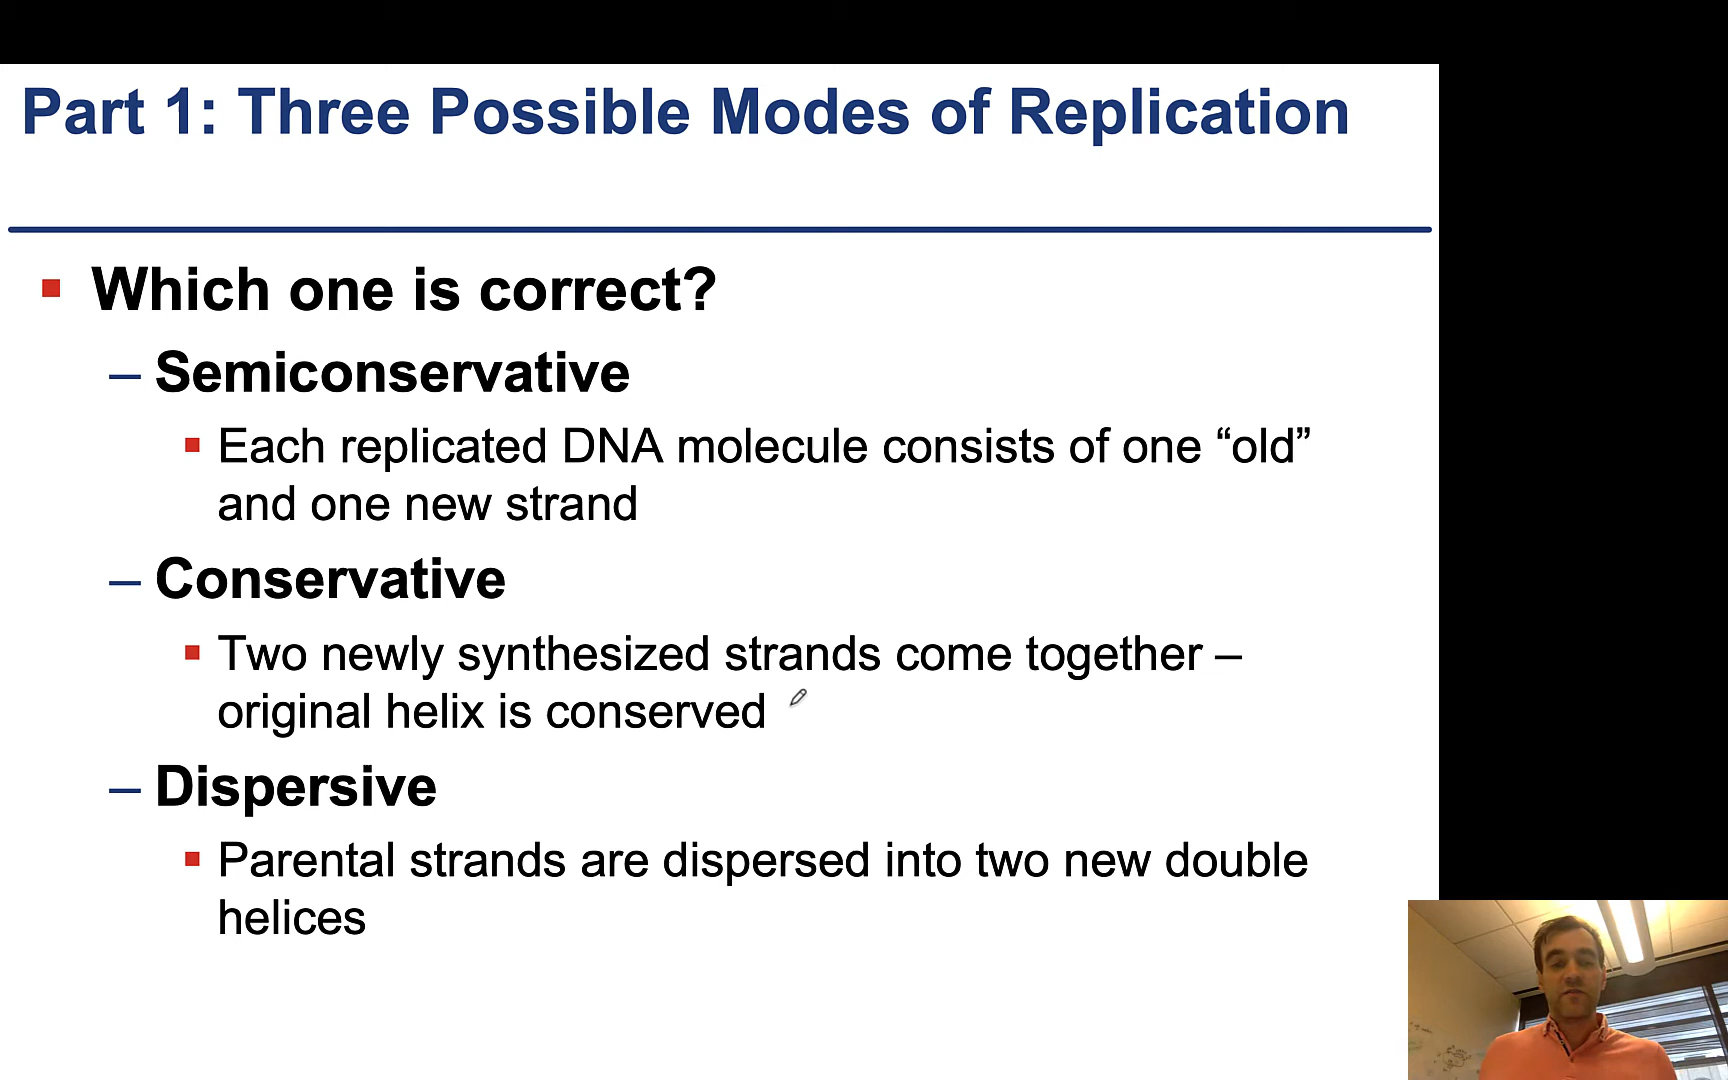 Part 1: Three Possible Modes of Replication
▪ Which one is correct?
– Semiconservative
▪ Each replicated DNA molecule consists of one “old”
and one new strand
– Conservative
▪ Two newly synthesized strands come together –
original helix is conserved
– Dispersive
▪ Parental strands are dispersed into two new double
helices